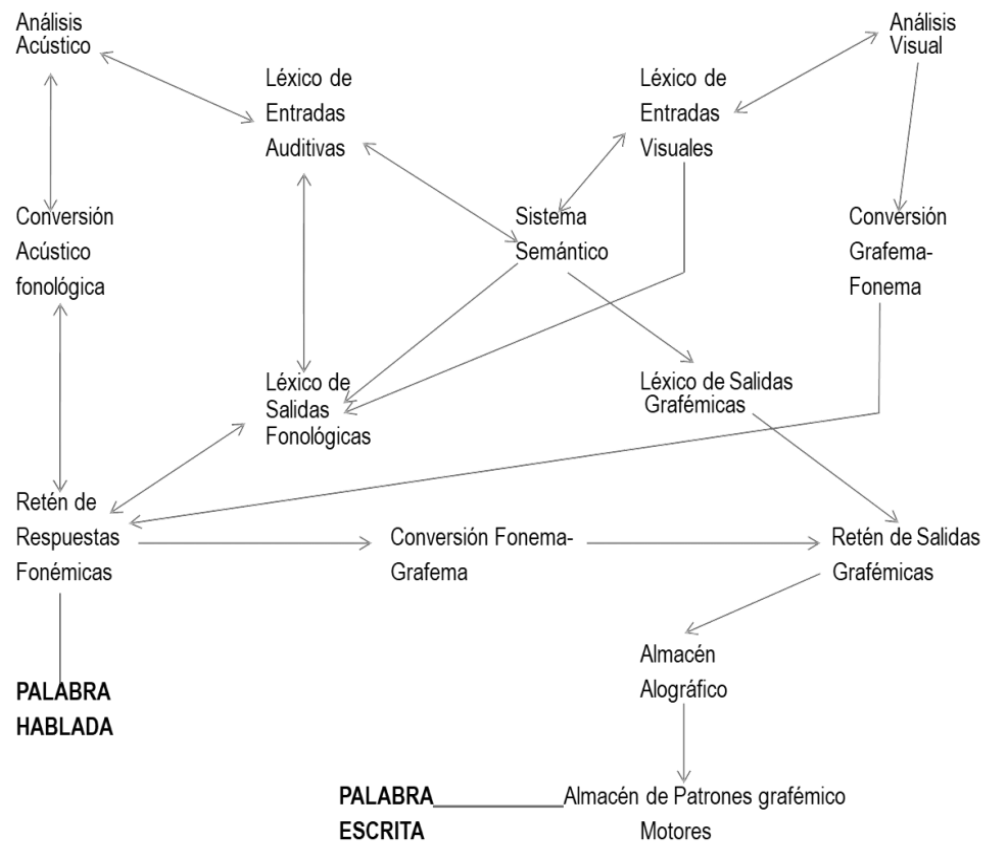 Análisis
Acústico
Análisis
Visual
Léxico de
Entradas
Auditivas
Léxico de
Entradas
Visuales
Conversión
Acústico
fonológica
Sistema
Semántico
Conversión
Grafema-
Fonema
Léxico de
Salidas
Fonológicas
Léxico de Salidas
Grafémicas
Retén de
Respuestas
Fonémicas
Conversión Fonema-
Grafema
Retén de Salidas
Grafémicas
Almacén
Alográfico
PALABRA
HABLADA
PALABRA
ESCRITA
Almacén de Patrones grafémico
Motores